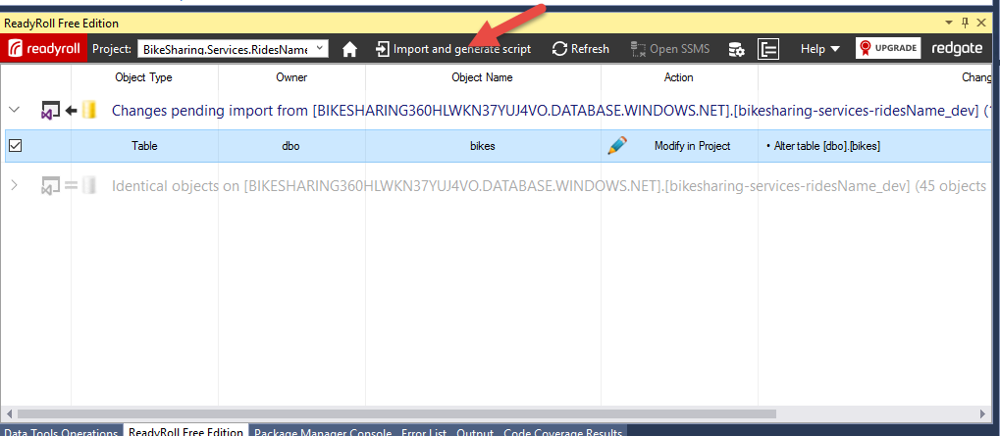 ReadyRoll Free Edition
readyroll Project: BikeSharing.Services.RidesName Import and generate script Refresh Open SSMS Help UPGRADE redgate
Object Type Owner Object Name Action Chang
Changes pending import from [BIKESHARING360HLWKN37YUJ4VO.DATABASE.WINDOWS.NET].[bikesharing-services-ridesName_dev] (
Table dbo bikes Modify in Project • Alter table [dbo].[bikes]
Identical objects on [BIKESHARING360HLWKN37YUJ4VO.DATABASE.WINDOWS.NET].[bikesharing-services-ridesName_dev] (45 objects
Data Tools Operations ReadyRoll Free Edition Package Manager Console Error List Output Code Coverage Results